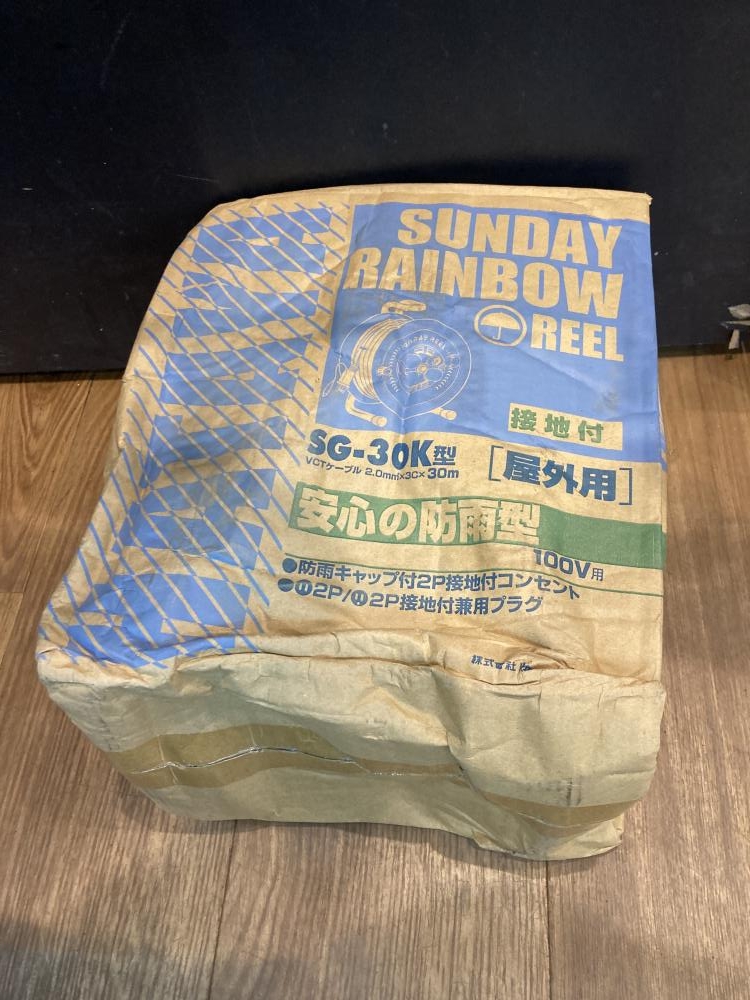 SUNDAY
RAINBOW
REEL
接地付
SG-30K型
VCTケーブル 2.0mm²×3C×30m
[屋外用]
安心の防雨型
100V用
●防雨キャップ付2P接地付コンセント
●⑪2P/⑪2P接地付兼用プラグ
株式会社